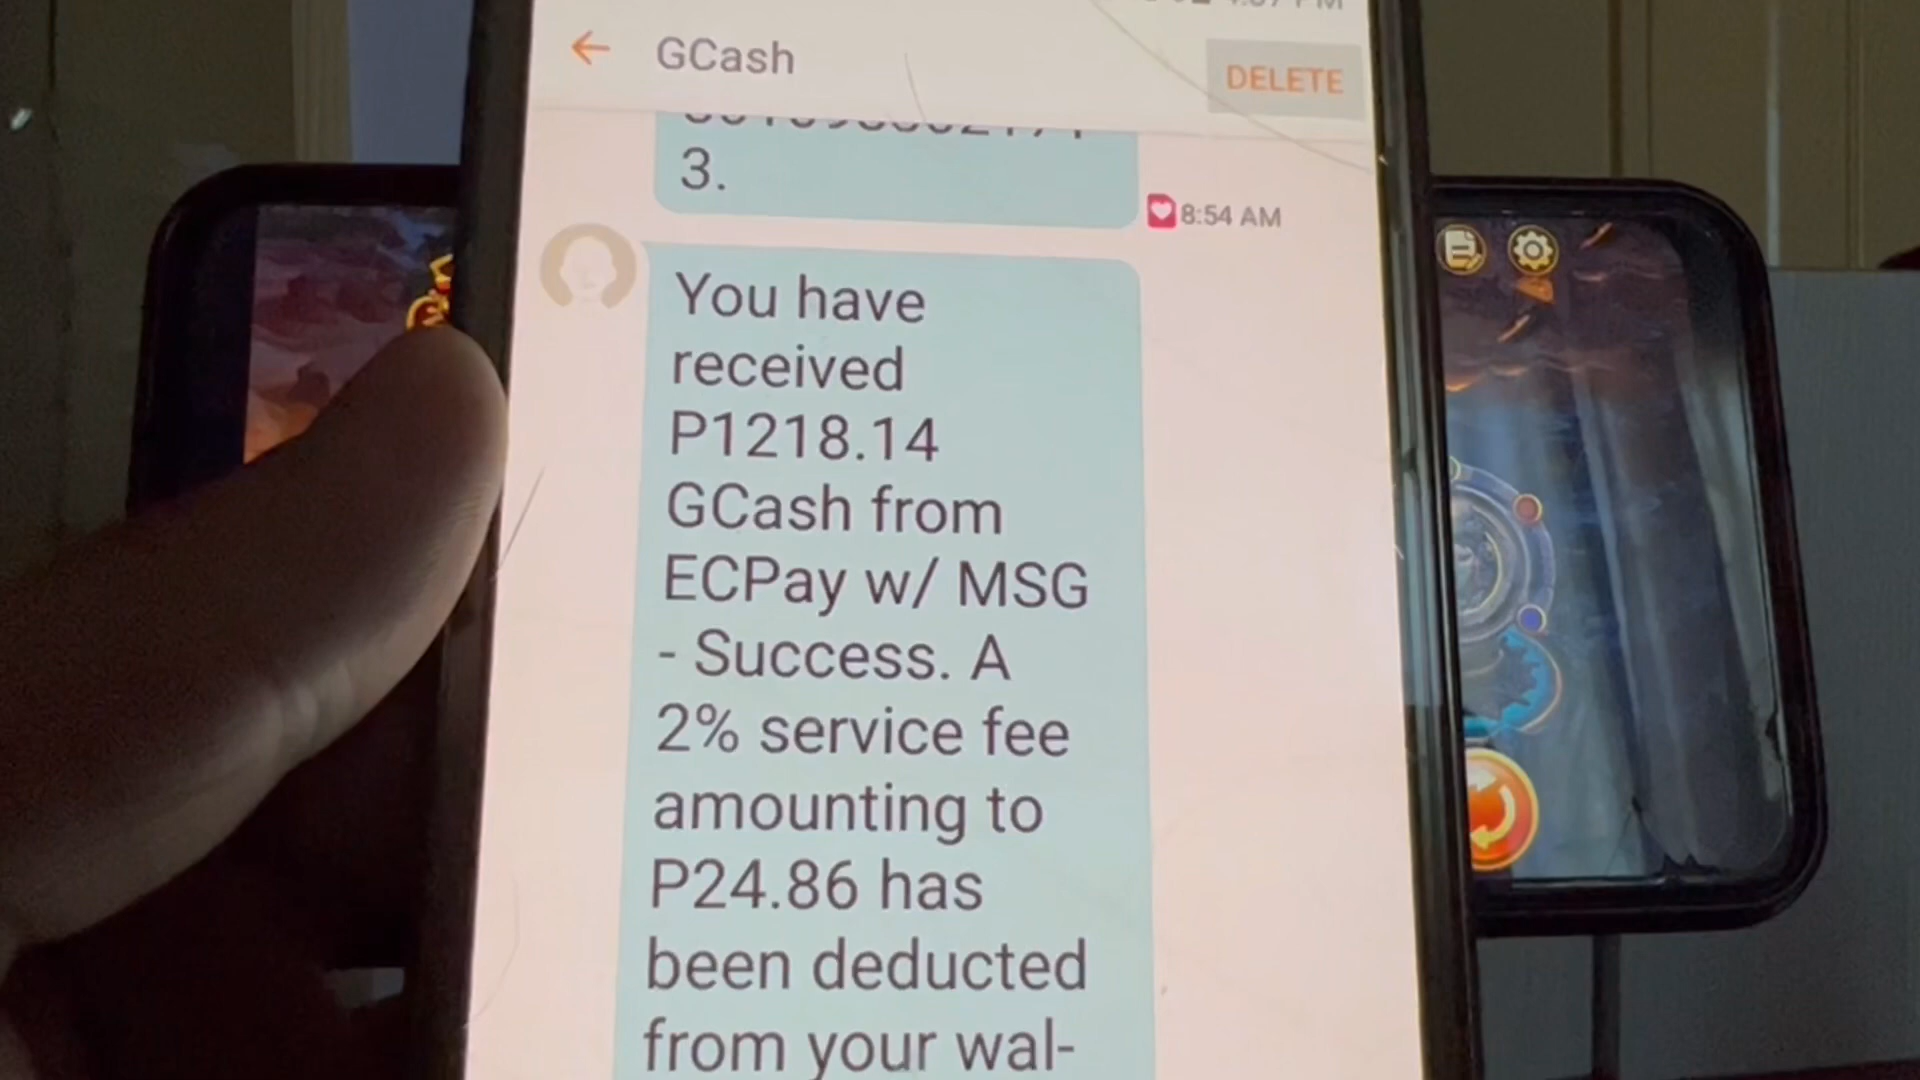 GCash
DELETE
3.
8:54 AM
You have
received
P1218.14
GCash from
ECPay w/ MSG
- Success. A
2% service fee
amounting to
P24.86 has
been deducted
from your wal-